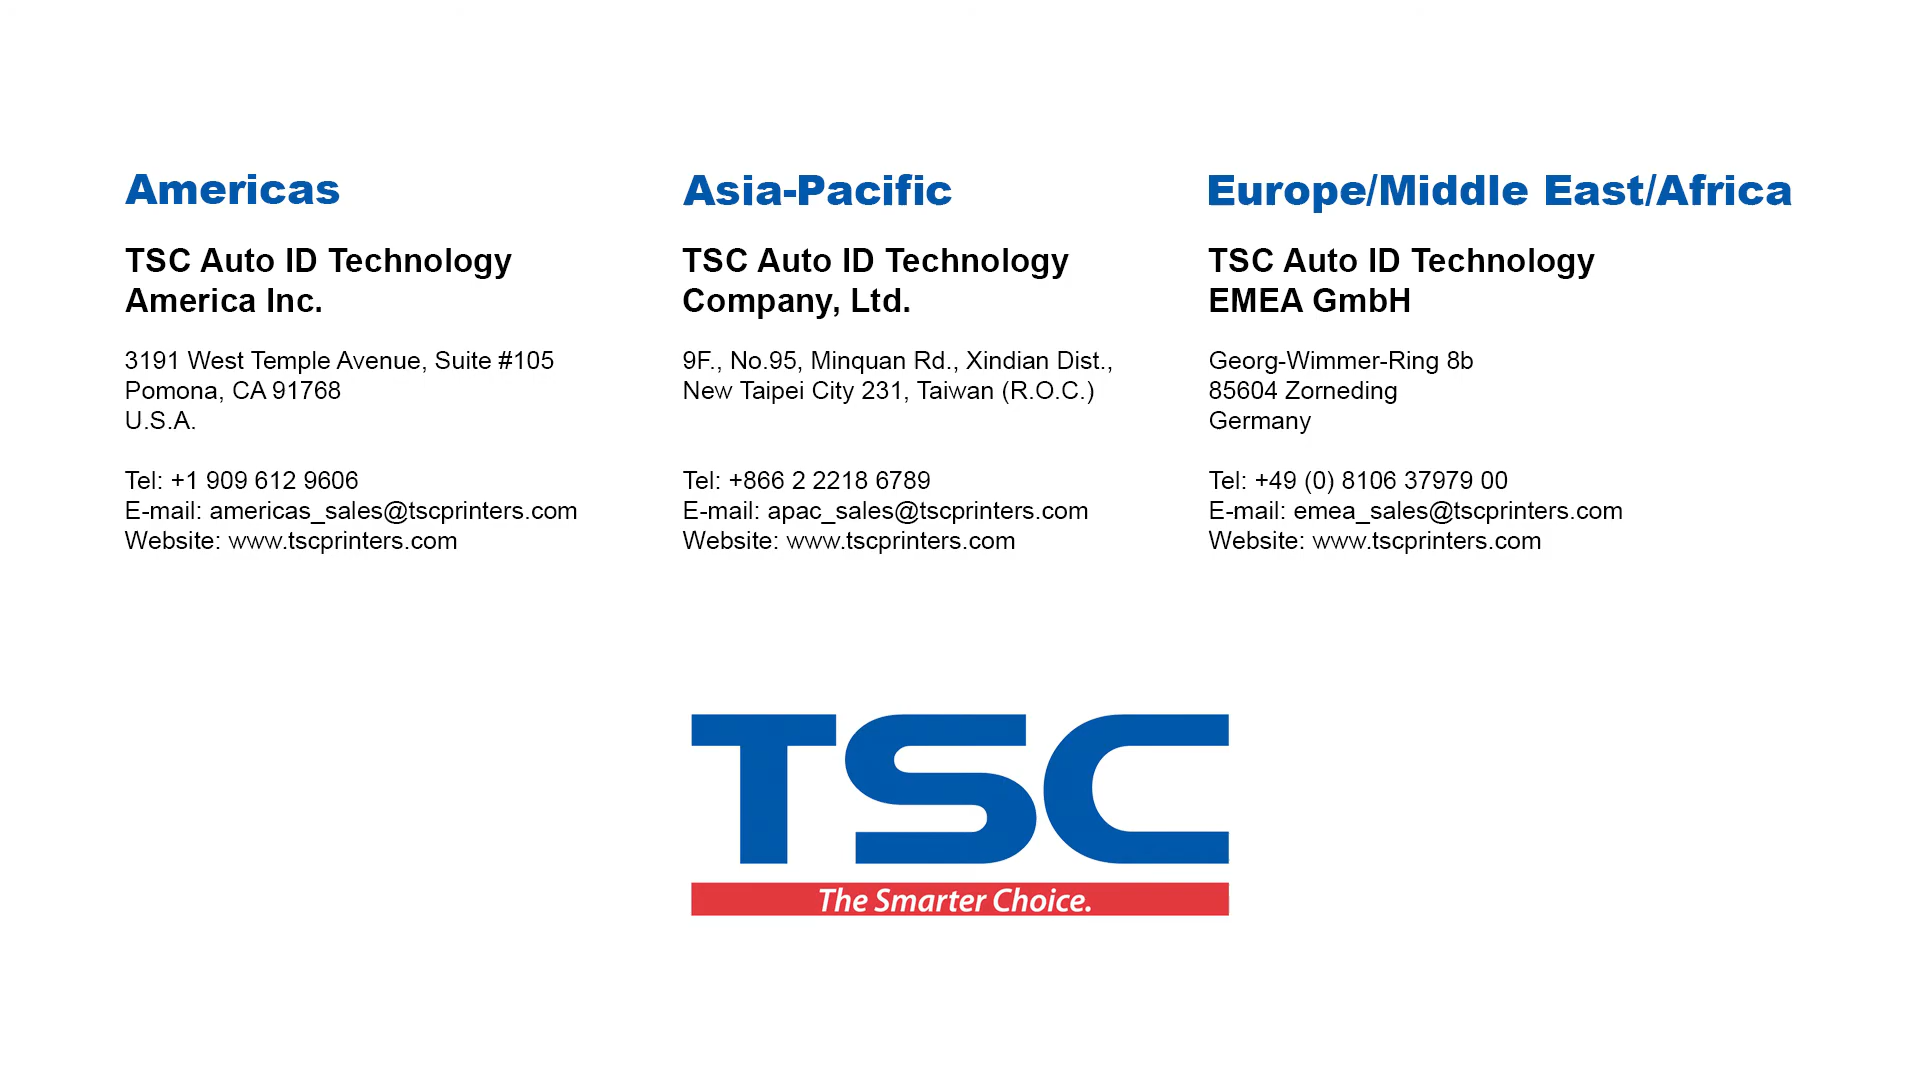 Americas
TSC Auto ID Technology
America Inc.
3191 West Temple Avenue, Suite #105
Pomona, CA 91768
U.S.A.
Tel: +1 909 612 9606
E-mail: americas_sales@tscprinters.com
Website: www.tscprinters.com
Asia-Pacific
TSC Auto ID Technology
Company, Ltd.
9F., No.95, Minquan Rd., Xindian Dist.,
New Taipei City 231, Taiwan (R.O.C.)
Tel: +866 2 2218 6789
E-mail: apac_sales@tscprinters.com
Website: www.tscprinters.com
Europe/Middle East/Africa
TSC Auto ID Technology
EMEA GmbH
Georg-Wimmer-Ring 8b
85604 Zorneding
Germany
Tel: +49 (0) 8106 37979 00
E-mail: emea_sales@tscprinters.com
Website: www.tscprinters.com
TSC
The Smarter Choice.